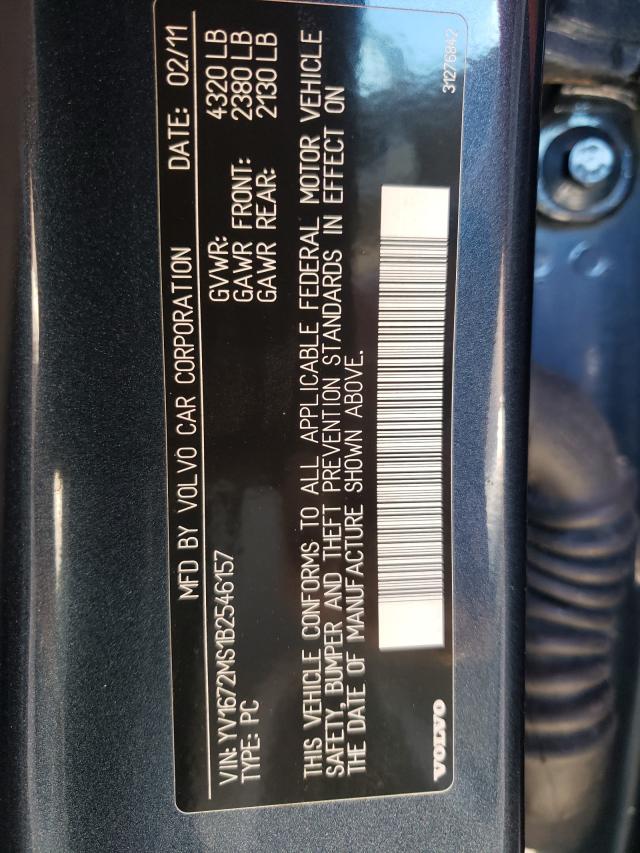 MFD BY VOLVO CAR CORPORATION DATE: 02/11
VIN: YV1672MS1B2546157 GVWR: 4320 LB
TYPE: PC GAWR FRONT: 2380 LB
GAWR REAR: 2130 LB
THIS VEHICLE CONFORMS TO ALL APPLICABLE FEDERAL MOTOR VEHICLE
SAFETY, BUMPER AND THEFT PREVENTION STANDARDS IN EFFECT ON
THE DATE OF MANUFACTURE SHOWN ABOVE.
VOLVO 31276842